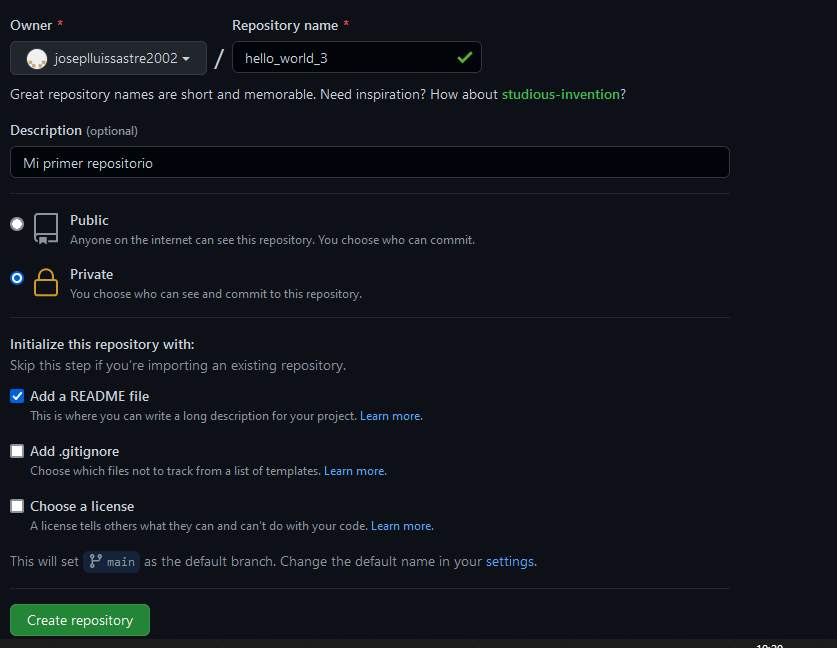 Owner * Repository name *
joseplluissastre2002 / hello_world_3
Great repository names are short and memorable. Need inspiration? How about studious-invention?
Description (optional)
Mi primer repositorio
Public
Anyone on the internet can see this repository. You choose who can commit.
Private
You choose who can see and commit to this repository.
Initialize this repository with:
Skip this step if you're importing an existing repository.
Add a README file
This is where you can write a long description for your project. Learn more.
Add .gitignore
Choose which files not to track from a list of templates. Learn more.
Choose a license
A license tells others what they can and can't do with your code. Learn more.
This will set main as the default branch. Change the default name in your settings.
Create repository